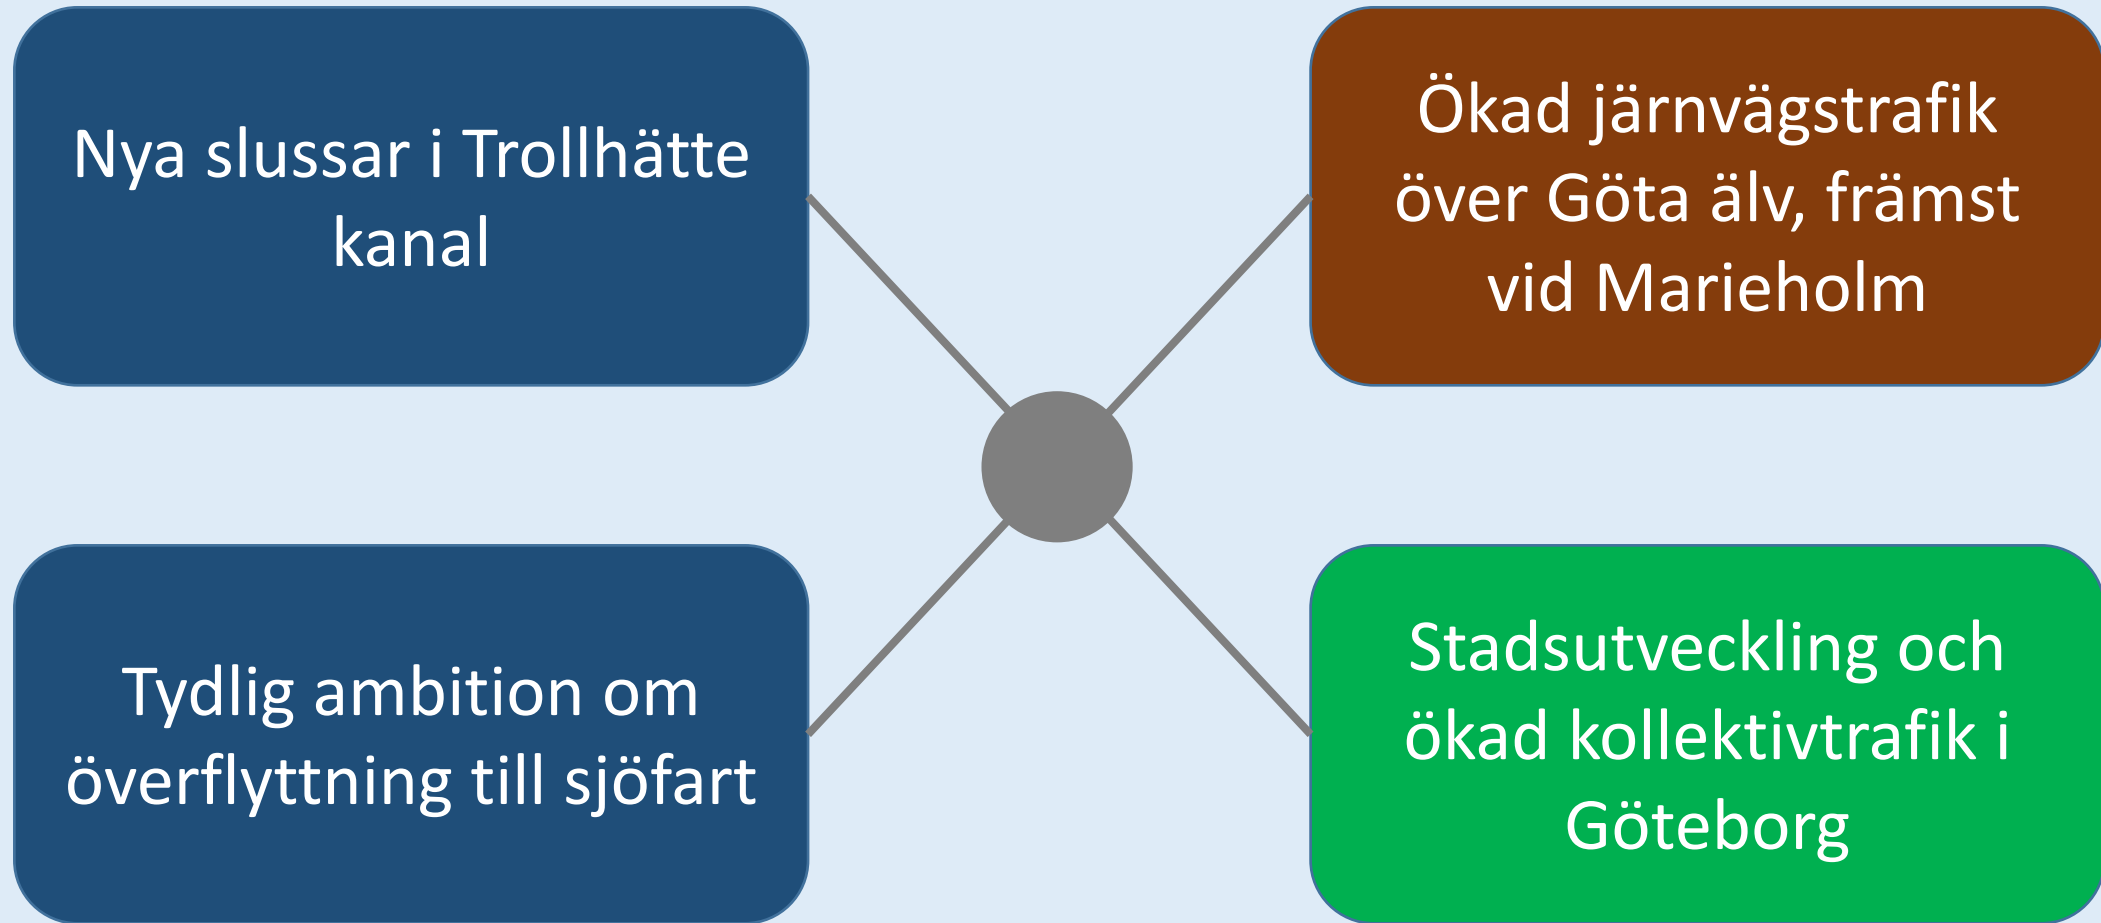 Nya slussar i Trollhätte
kanal
Ökad järnvägstrafik
över Göta älv, främst
vid Marieholm
Tydlig ambition om
överflyttning till sjöfart
Stadsutveckling och
ökad kollektivtrafik i
Göteborg